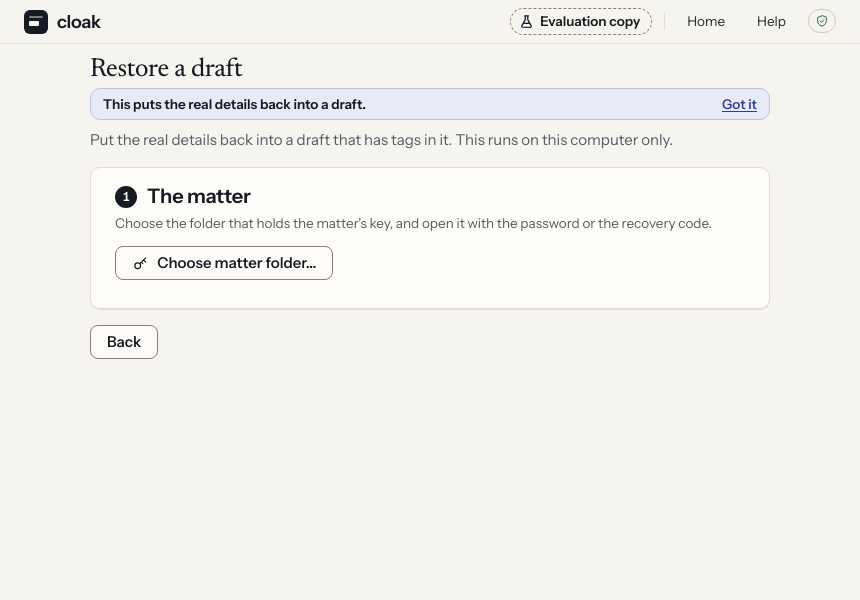 cloak
Evaluation copy
Home
Help
Restore a draft
This puts the real details back into a draft.
Got it
Put the real details back into a draft that has tags in it. This runs on this computer only.
1 The matter
Choose the folder that holds the matter's key, and open it with the password or the recovery code.
Choose matter folder...
Back